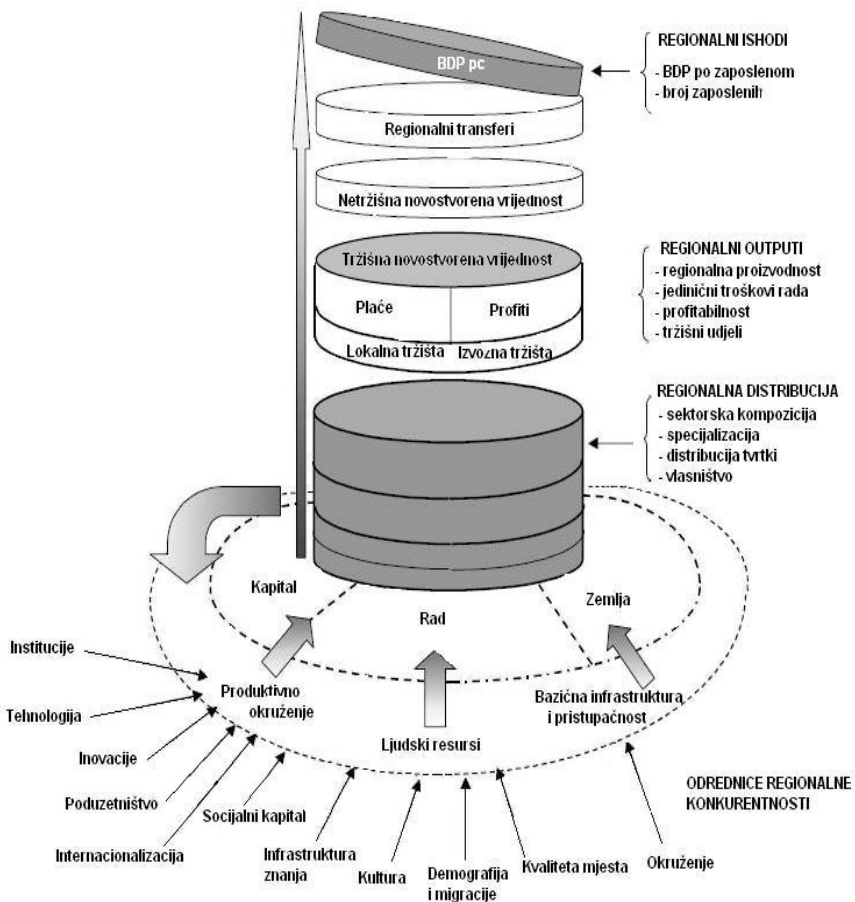 REGIONALNI ISHODI
- BDP po zaposlenom
- broj zaposlenih
BDP pc
Regionalni transferi
Netržišna novostvorena vrijednost
Tržišna novostvorena vrijednost
Plaće
Profiti
Lokalna tržišta
Izvozna tržišta
REGIONALNI OUTPUTI
- regionalna proizvodnost
- jedinični troškovi rada
- profitabilnost
- tržišni udjeli
REGIONALNA DISTRIBUCIJA
- sektorska kompozicija
- specijalizacija
- distribucija tvrtki
- vlasništvo
Kapital
Rad
Zemlja
Produktivno
okruženje
Ljudski resursi
Bazična infrastruktura
i pristupačnost
Institucije
Tehnologija
Inovacije
Poduzetništvo
Internacionalizacija
Socijalni kapital
Infrastruktura
znanja
Kultura
Demografija
i migracije
Kvaliteta mjesta
Okruženje
ODREDNICE REGIONALNE
KONKURENTNOSTI